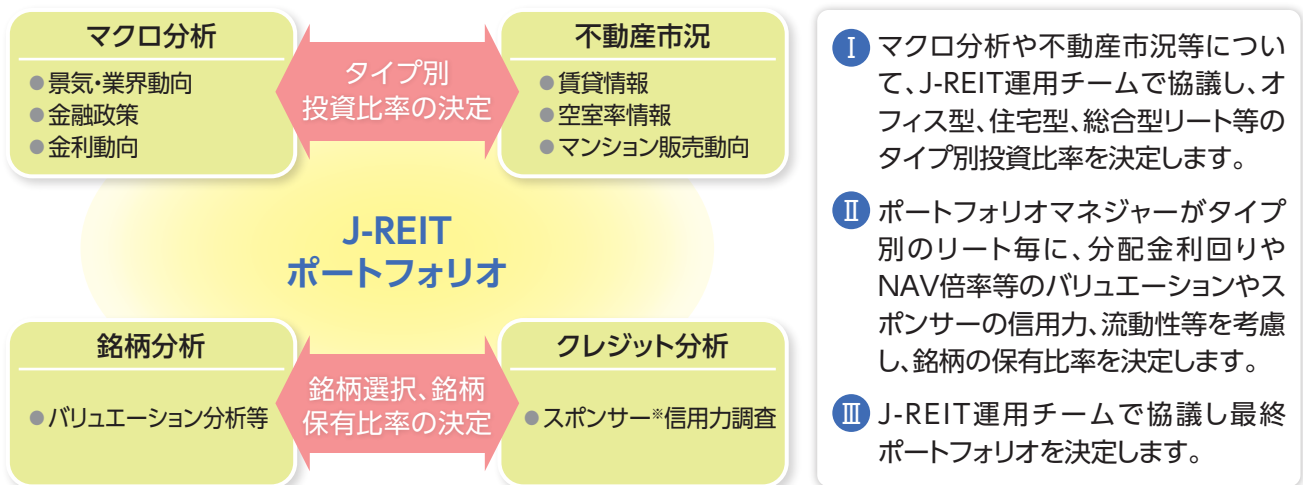 マクロ分析
●景気・業界動向
●金融政策
●金利動向
タイプ別
投資比率の決定
不動産市況
●賃貸情報
●空室率情報
●マンション販売動向
J-REIT
ポートフォリオ
銘柄分析
●バリュエーション分析等
銘柄選択、銘柄
保有比率の決定
クレジット分析
●スポンサー※信用力調査
Ⅰ マクロ分析や不動産市況等につい
て、J-REIT運用チームで協議し、オ
フィス型、住宅型、総合型リート等の
タイプ別投資比率を決定します。
Ⅱ ポートフォリオマネジャーがタイプ
別のリート毎に、分配金利回りや
NAV倍率等のバリュエーションやス
ポンサーの信用力、流動性等を考慮
し、銘柄の保有比率を決定します。
Ⅲ J-REIT運用チームで協議し最終
ポートフォリオを決定します。